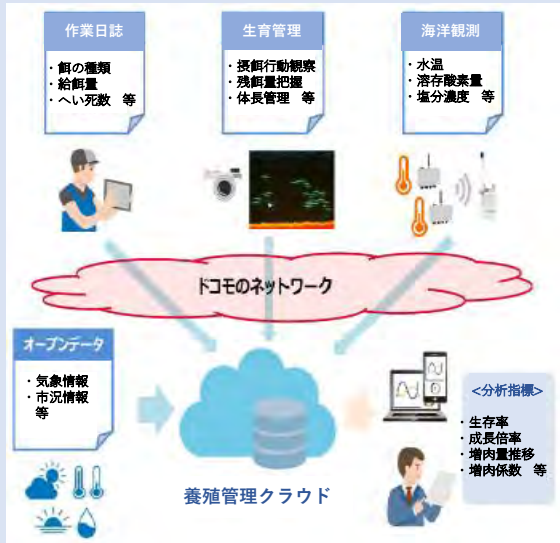 作業日誌
・餌の種類
・給餌量
・へい死数 等
生育管理
・摂餌行動観察
・残餌量把握
・体長管理 等
海洋観測
・水温
・溶存酸素量
・塩分濃度 等
ドコモのネットワーク
オープンデータ
・気象情報
・市況情報
等
養殖管理クラウド
<分析指標>
・生存率
・成長倍率
・増肉量推移
・増肉係数 等